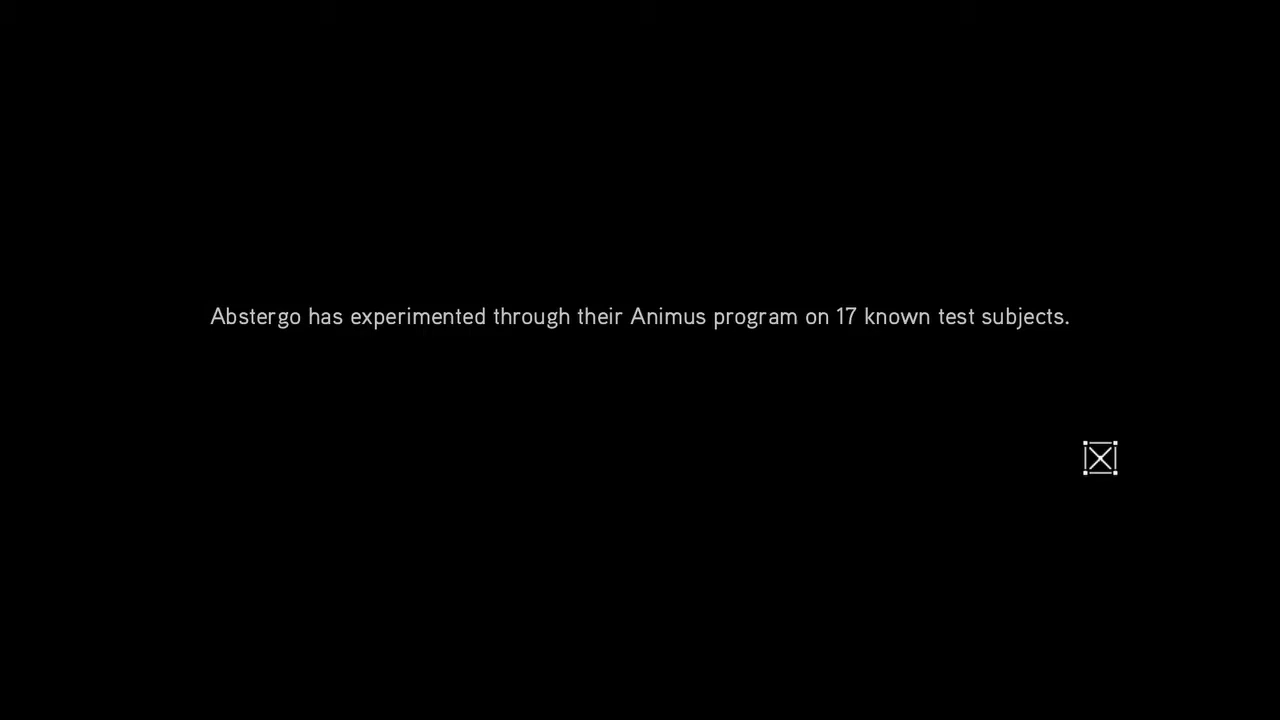 Abstergo has experimented through their Animus program on 17 known test subjects.